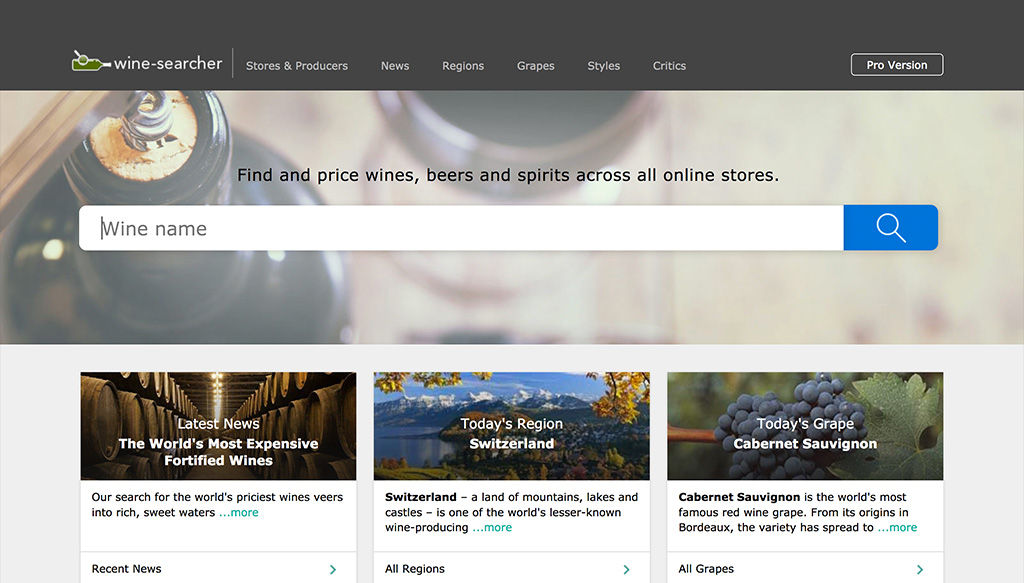 wine-searcher
Stores & Producers
News
Regions
Grapes
Styles
Critics
Pro Version
Find and price wines, beers and spirits across all online stores.
Wine name
Latest News
The World's Most Expensive
Fortified Wines
Our search for the world's priciest wines veers
into rich, sweet waters ...more
Recent News
Today's Region
Switzerland
Switzerland – a land of mountains, lakes and
castles – is one of the world's lesser-known
wine-producing ...more
All Regions
Today's Grape
Cabernet Sauvignon
Cabernet Sauvignon is the world's most
famous red wine grape. From its origins in
Bordeaux, the variety has spread to ...more
All Grapes